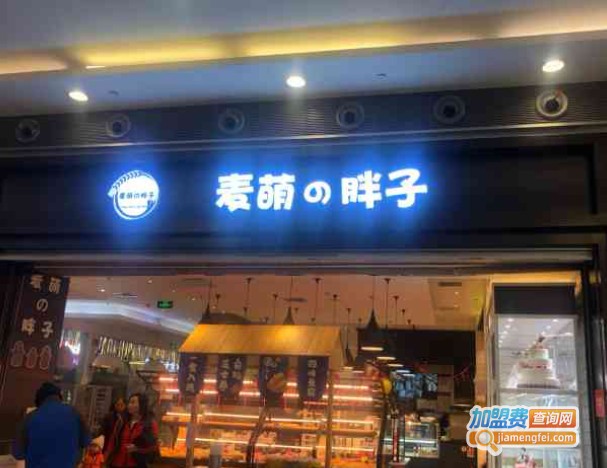 麦萌の胖子
麦萌の胖子
麦萌
の
胖子
加盟费查询网
jiamengfei.com